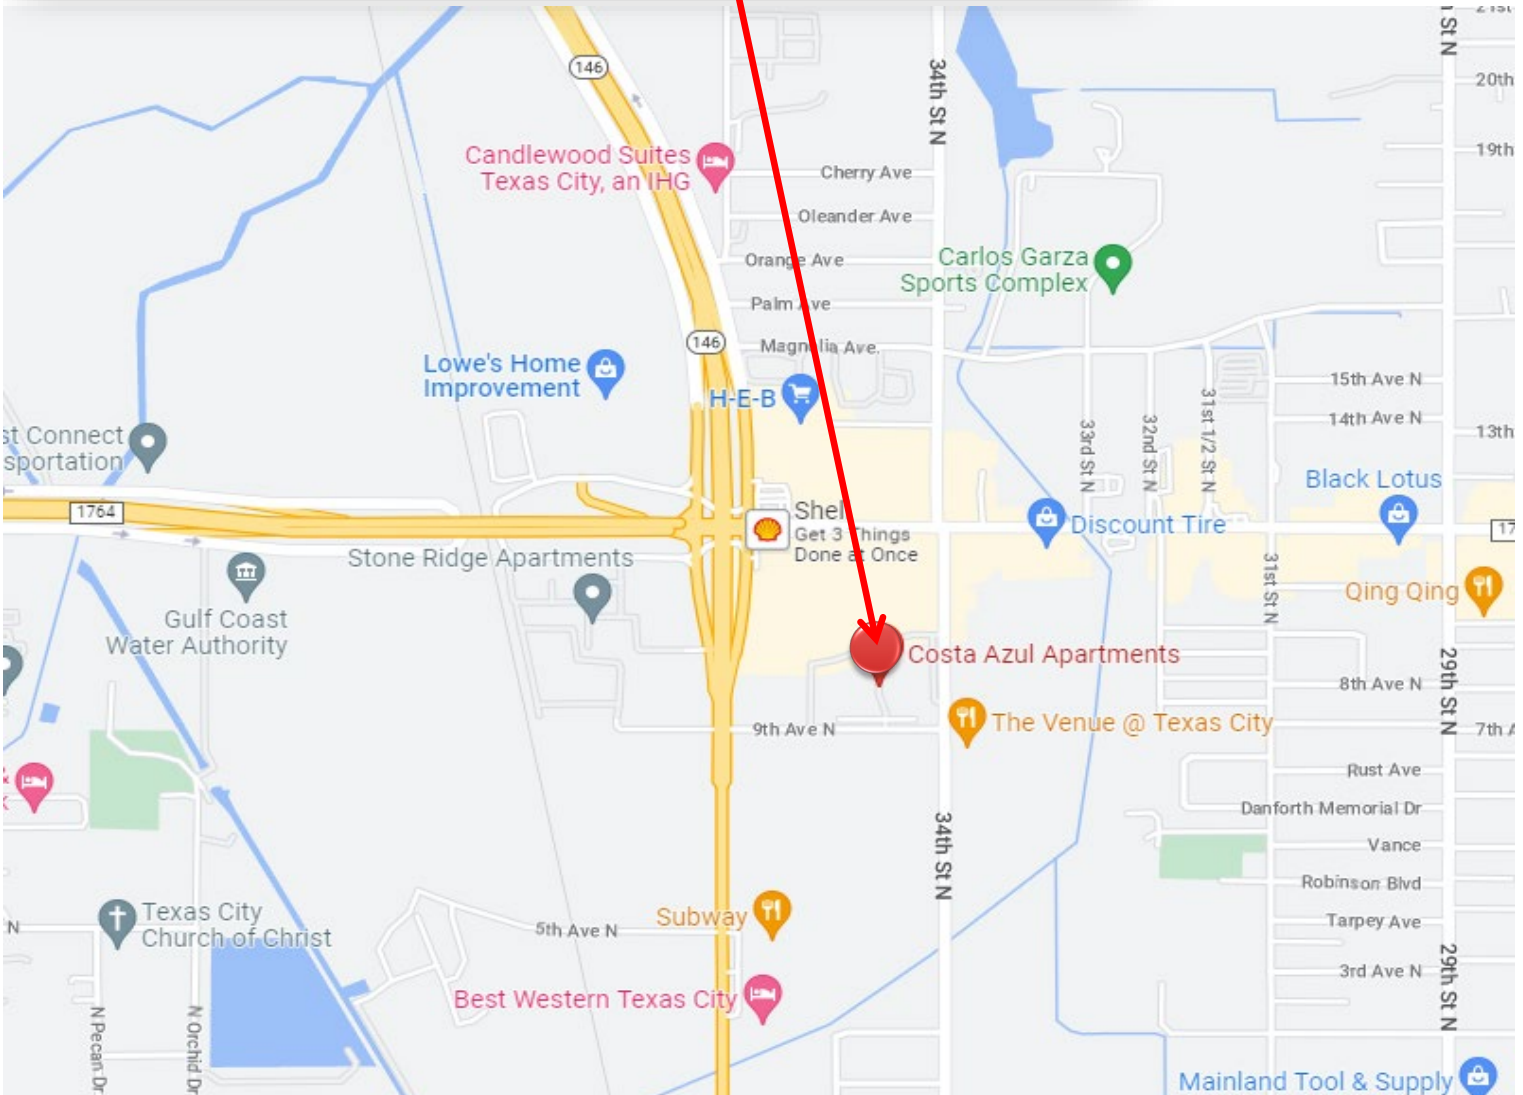 146
34th St N
St N
21st
20th
19th
Candlewood Suites
Texas City, an IHG
Cherry Ave
Oleander Ave
Orange Ave
Carlos Garza
Sports Complex
Palm Ave
146
Magnolia Ave
Lowe's Home
Improvement
H-E-B
15th Ave N
14th Ave N
13th
31st 1/2 St N
32nd St N
33rd St N
st Connect
sportation
Black Lotus
1764
Shell
Get 3 Things
Done at Once
Discount Tire
17
Stone Ridge Apartments
31st St N
Qing Qing
Gulf Coast
Water Authority
Costa Azul Apartments
29th St N
8th Ave N
9th Ave N
The Venue @ Texas City
7th A
Rust Ave
&
k
Danforth Memorial Dr
34th St N
Vance
Robinson Blvd
Texas City
Church of Christ
N
5th Ave N
Subway
Tarpey Ave
29th St N
3rd Ave N
Best Western Texas City
N Pecan Dr
N Orchid Dr
Mainland Tool & Supply